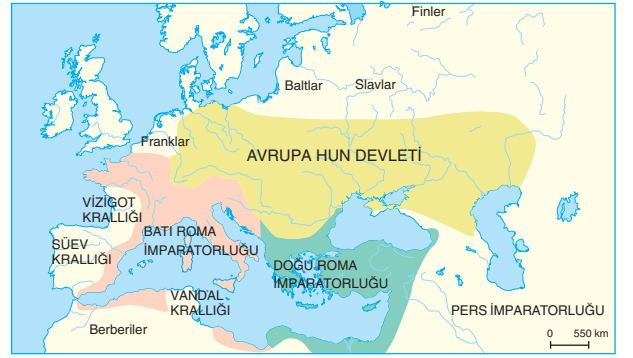 Finler
Baltlar
Slavlar
Franklar
AVRUPA HUN DEVLETİ
VİZİGOT
KRALLIĞI
BATI ROMA
İMPARATORLUĞU
SÜEV
KRALLIĞI
DOĞU ROMA
İMPARATORLUĞU
VANDAL
KRALLIĞI
Berberiler
PERS İMPARATORLUĞU
0 550 km